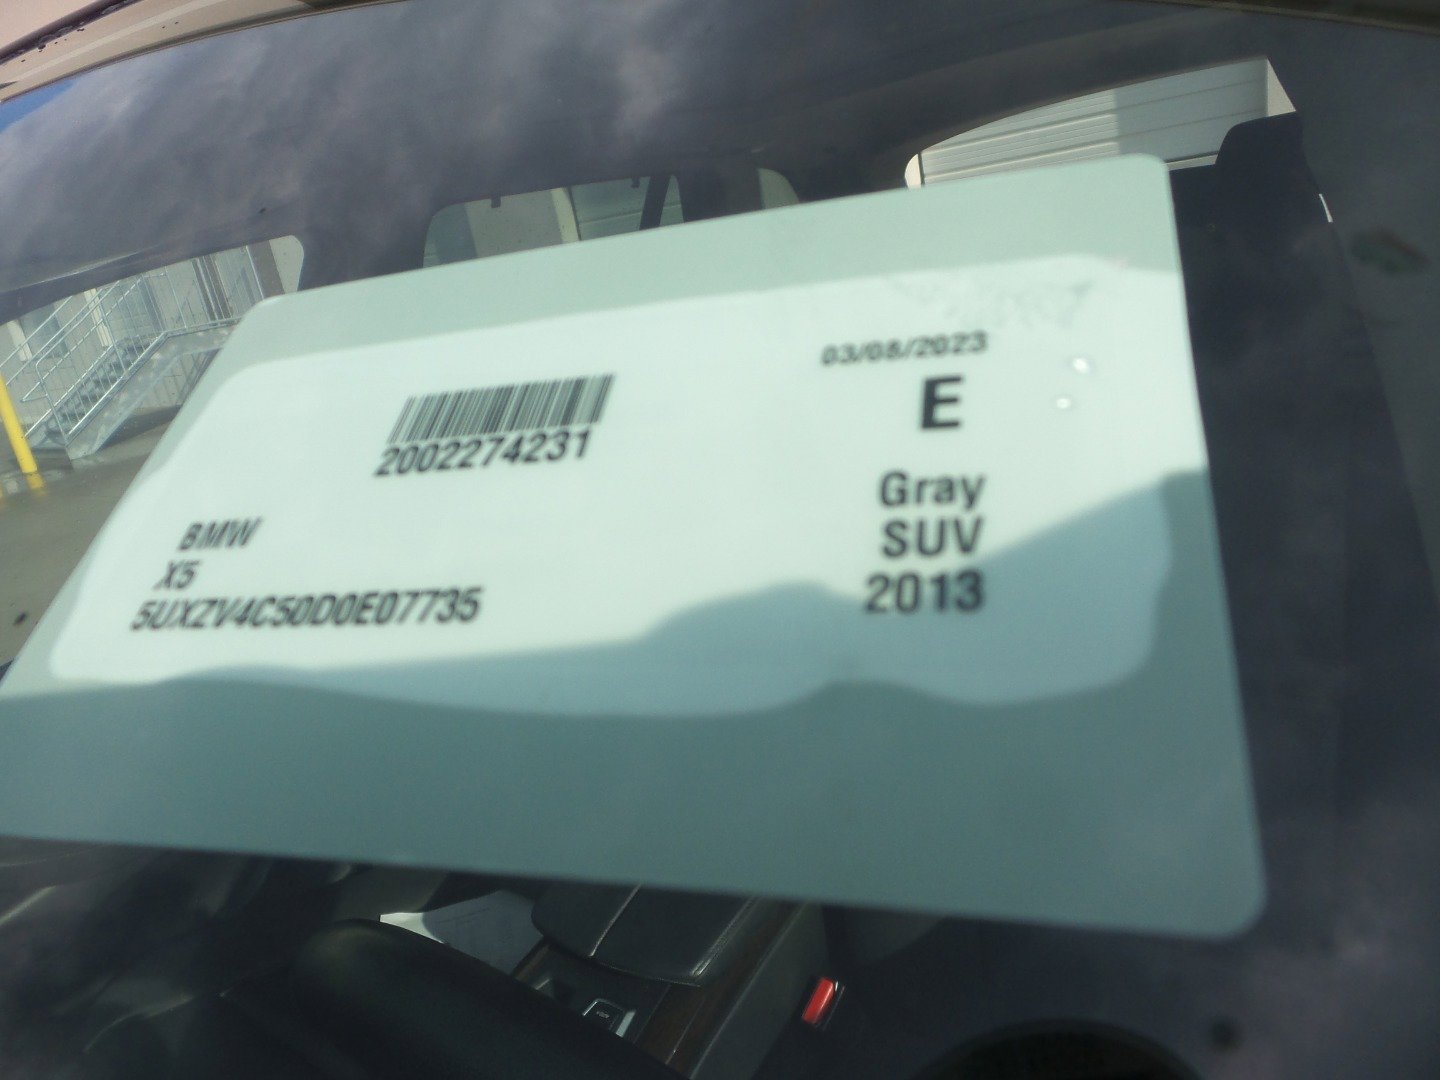 03/08/2023
E
2002274231
Gray
BMW
SUV
X5
2013
5UXZV4C50D0E07735